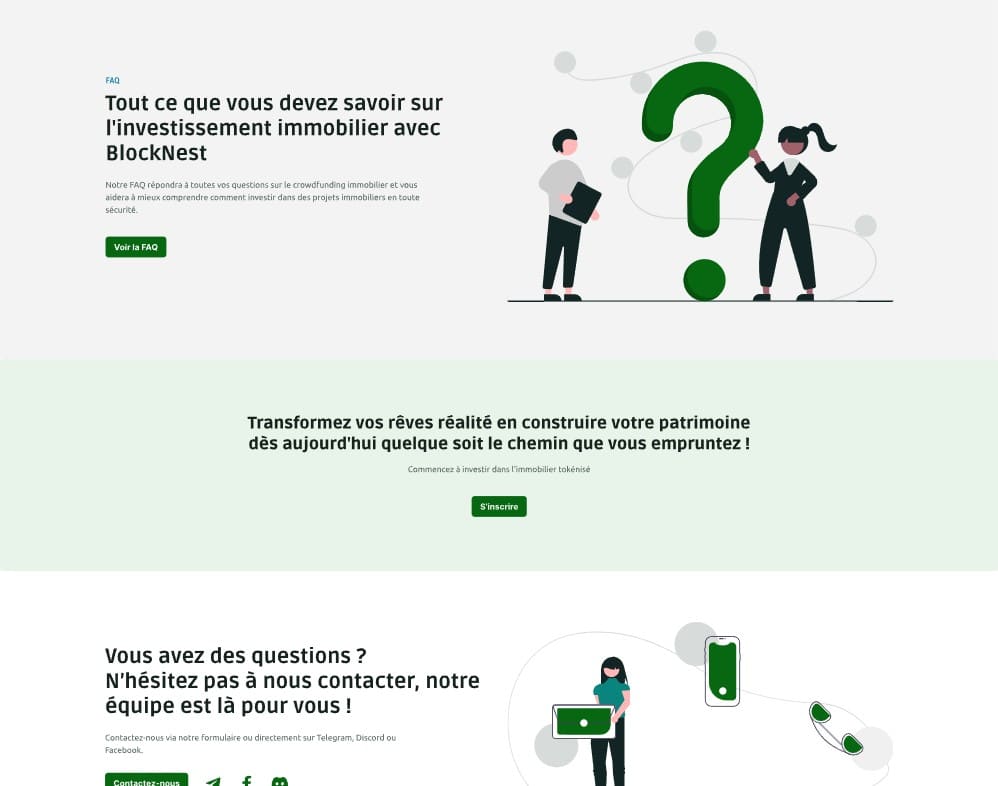 FAQ
Tout ce que vous devez savoir sur
l'investissement immobilier avec
BlockNest
Notre FAQ répondra à toutes vos questions sur le crowdfunding immobilier et vous
aidera à mieux comprendre comment investir dans des projets immobiliers en toute
sécurité.
Voir la FAQ
Transformez vos rêves réalité en construire votre patrimoine
dès aujourd'hui quelque soit le chemin que vous empruntez !
Commencez à investir dans l'immobilier tokénisé
S'inscrire
Vous avez des questions ?
N'hésitez pas à nous contacter, notre
équipe est là pour vous !
Contactez-nous via notre formulaire ou directement sur Telegram, Discord ou
Facebook.
Contactez-nous